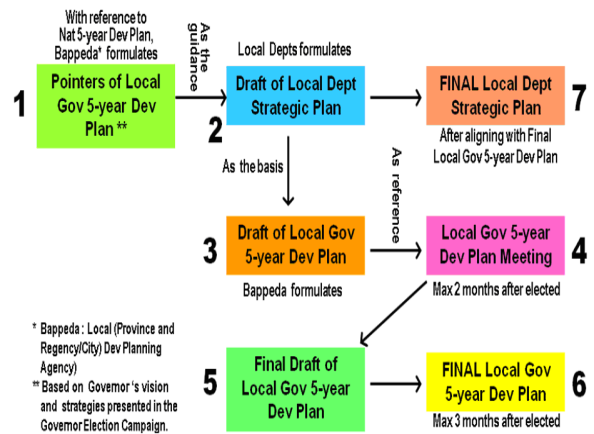 With reference to
Nat 5-year Dev Plan,
Bappeda* formulates
As the
guidance
1
Pointers of Local
Gov 5-year Dev
Plan **
Local Depts formulates
2
Draft of Local Dept
Strategic Plan
FINAL Local Dept
Strategic Plan
7
After aligning with Final
Local Gov 5-year Dev Plan
As the basis
As reference
3
Draft of Local Gov
5-year Dev Plan
Bappeda formulates
Local Gov 5-year
Dev Plan Meeting
4
Max 2 months after elected
* Bappeda : Local (Province and
Regency/City) Dev Planning
Agency)
** Based on Governor 's vision
and strategies presented in the
Governor Election Campaign.
5
Final Draft of
Local Gov 5-year
Dev Plan
FINAL Local Gov
5-year Dev Plan
6
Max 3 months after elected